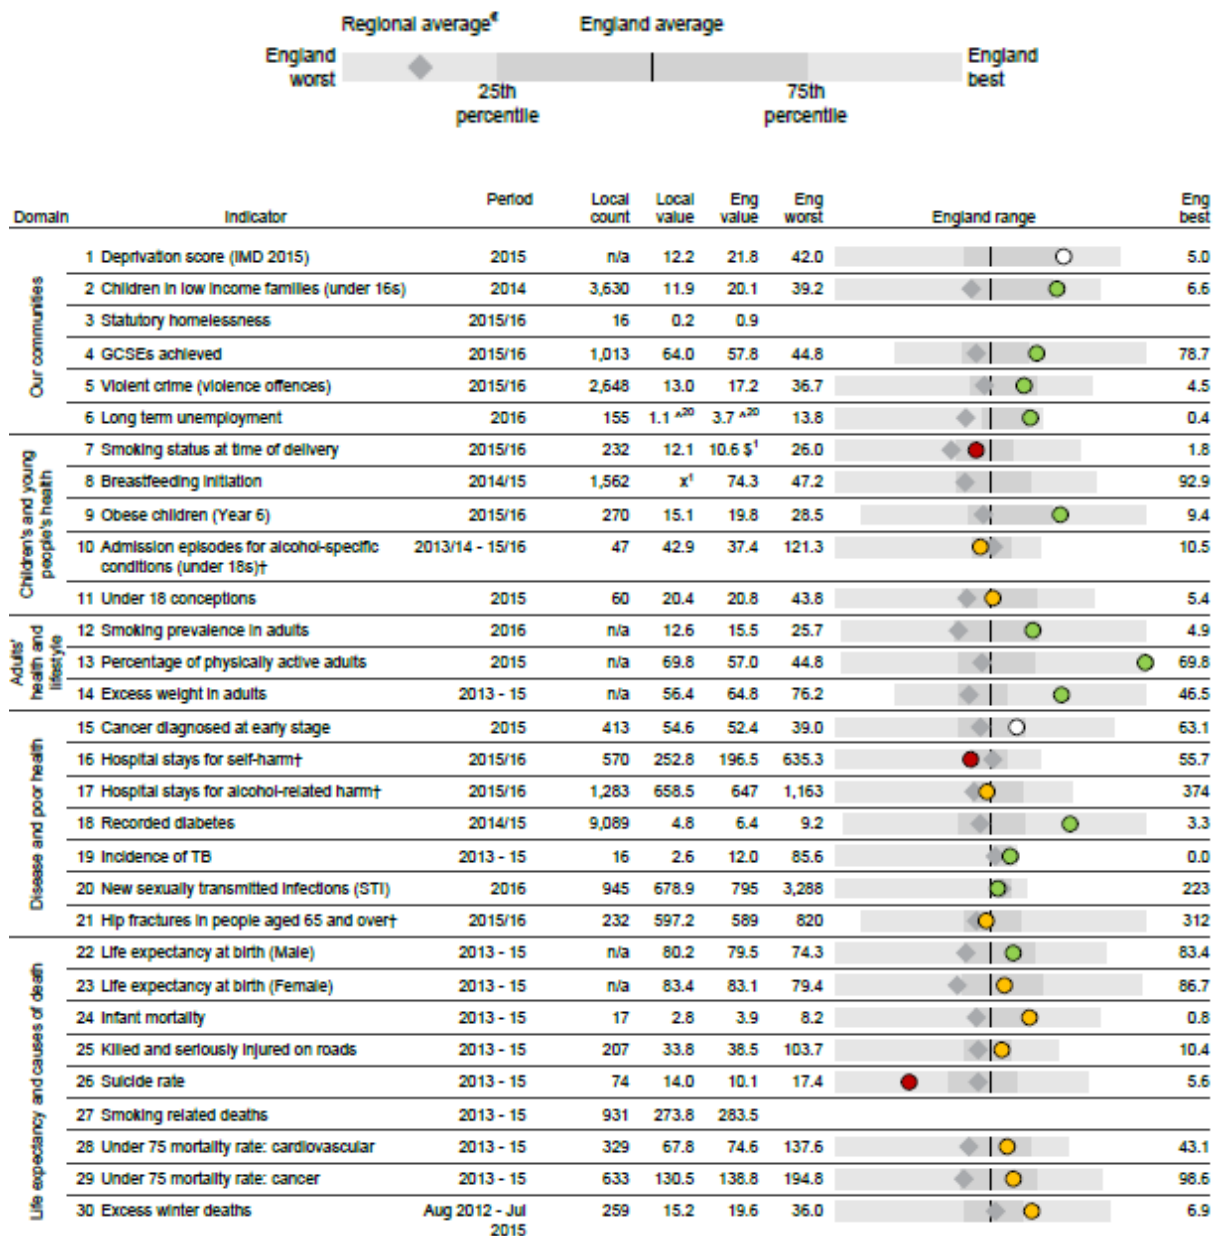 Regional average€ England average
England worst
England best
25th percentile
75th percentile
Domain Indicator Period Local count Local value Eng value Eng worst England range Eng best
Our communities
1 Deprivation score (IMD 2015) 2015 n/a 12.2 21.8 42.0 5.0
2 Children in low income families (under 16s) 2014 3,630 11.9 20.1 39.2 6.6
3 Statutory homelessness 2015/16 16 0.2 0.9
4 GCSEs achieved 2015/16 1,013 64.0 57.8 44.8 78.7
5 Violent crime (violence offences) 2015/16 2,648 13.0 17.2 36.7 4.5
6 Long term unemployment 2016 155 1.1 ^20 3.7 ^20 13.8 0.4
Children's and young people's health
7 Smoking status at time of delivery 2015/16 232 12.1 10.6 $1 26.0 1.8
8 Breastfeeding initiation 2014/15 1,562 x1 74.3 47.2 92.9
9 Obese children (Year 6) 2015/16 270 15.1 19.8 28.5 9.4
10 Admission episodes for alcohol-specific 2013/14 - 15/16 47 42.9 37.4 121.3 10.5
conditions (under 18s)†
11 Under 18 conceptions 2015 60 20.4 20.8 43.8 5.4
Adults' health and lifestyle
12 Smoking prevalence in adults 2016 n/a 12.6 15.5 25.7 4.9
13 Percentage of physically active adults 2015 n/a 69.8 57.0 44.8 69.8
14 Excess weight in adults 2013 - 15 n/a 56.4 64.8 76.2 46.5
Disease and poor health
15 Cancer diagnosed at early stage 2015 413 54.6 52.4 39.0 63.1
16 Hospital stays for self-harm† 2015/16 570 252.8 196.5 635.3 55.7
17 Hospital stays for alcohol-related harm† 2015/16 1,283 658.5 647 1,163 374
18 Recorded diabetes 2014/15 9,089 4.8 6.4 9.2 3.3
19 Incidence of TB 2013 - 15 16 2.6 12.0 85.6 0.0
20 New sexually transmitted infections (STI) 2016 945 678.9 795 3,288 223
21 Hip fractures in people aged 65 and over† 2015/16 232 597.2 589 820 312
Life expectancy and causes of death
22 Life expectancy at birth (Male) 2013 - 15 n/a 80.2 79.5 74.3 83.4
23 Life expectancy at birth (Female) 2013 - 15 n/a 83.4 83.1 79.4 86.7
24 Infant mortality 2013 - 15 17 2.8 3.9 8.2 0.8
25 Killed and seriously injured on roads 2013 - 15 207 33.8 38.5 103.7 10.4
26 Suicide rate 2013 - 15 74 14.0 10.1 17.4 5.6
27 Smoking related deaths 2013 - 15 931 273.8 283.5
28 Under 75 mortality rate: cardiovascular 2013 - 15 329 67.8 74.6 137.6 43.1
29 Under 75 mortality rate: cancer 2013 - 15 633 130.5 138.8 194.8 98.6
30 Excess winter deaths Aug 2012 - Jul 259 15.2 19.6 36.0 6.9
2015